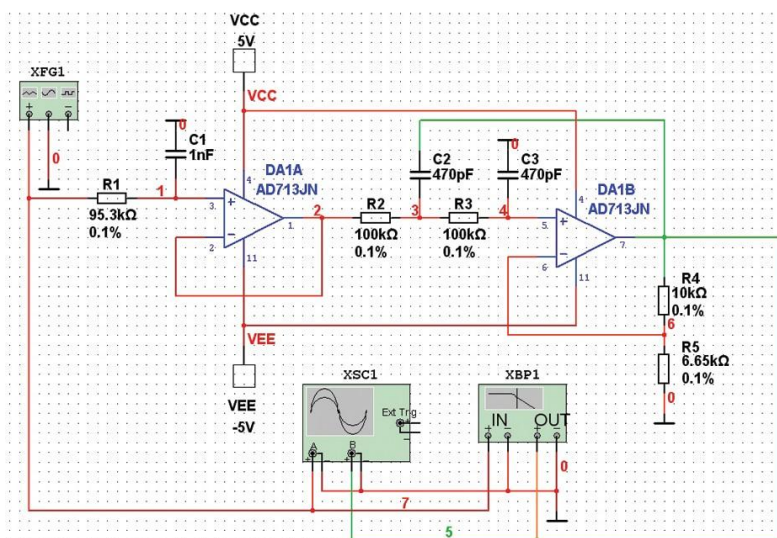 VCC
5V
XFG1
VCC
0
C1
1nF
0
R1
95.3kΩ
0.1%
1
DA1A
AD713JN
4
3
2
1
11
+
−
2
R2
100kΩ
0.1%
3
C2
470pF
R3
100kΩ
0.1%
0
C3
470pF
4
DA1B
AD713JN
4
5
6
7
11
+
−
R4
10kΩ
0.1%
6
R5
6.65kΩ
0.1%
0
VEE
VEE
-5V
XSC1
Ext Trig
A
B
XBP1
IN
OUT
0
7
5